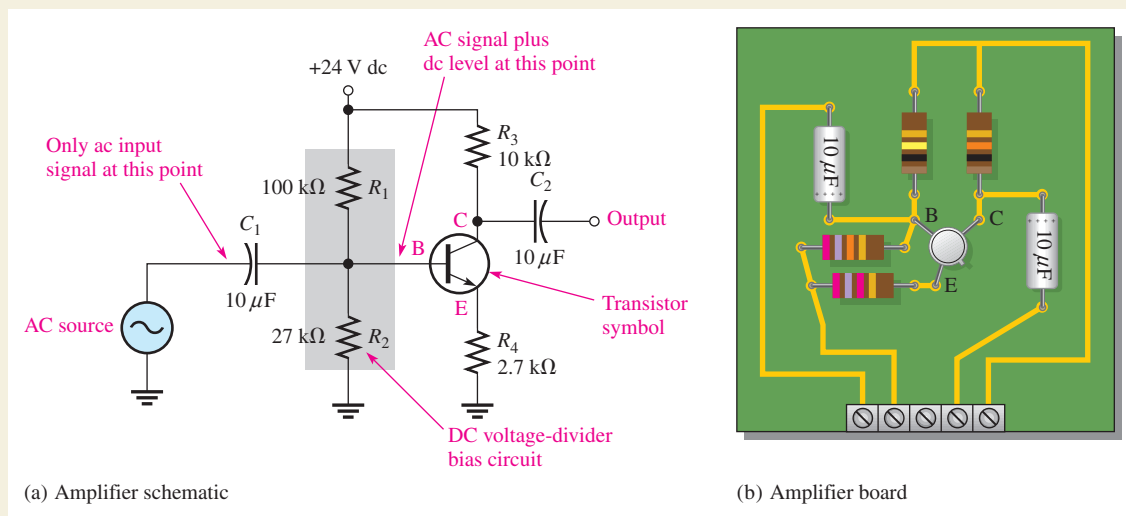 AC signal plus
dc level at this point
+24 V dc
Only ac input
signal at this point
R3
10 kΩ
C2
100 kΩ R1
C
Output
C1
B
10 μF
10 μF
E
Transistor
symbol
AC source
27 kΩ R2
R4
2.7 kΩ
DC voltage-divider
bias circuit
(a) Amplifier schematic
10 μF
B
C
10 μF
E
(b) Amplifier board